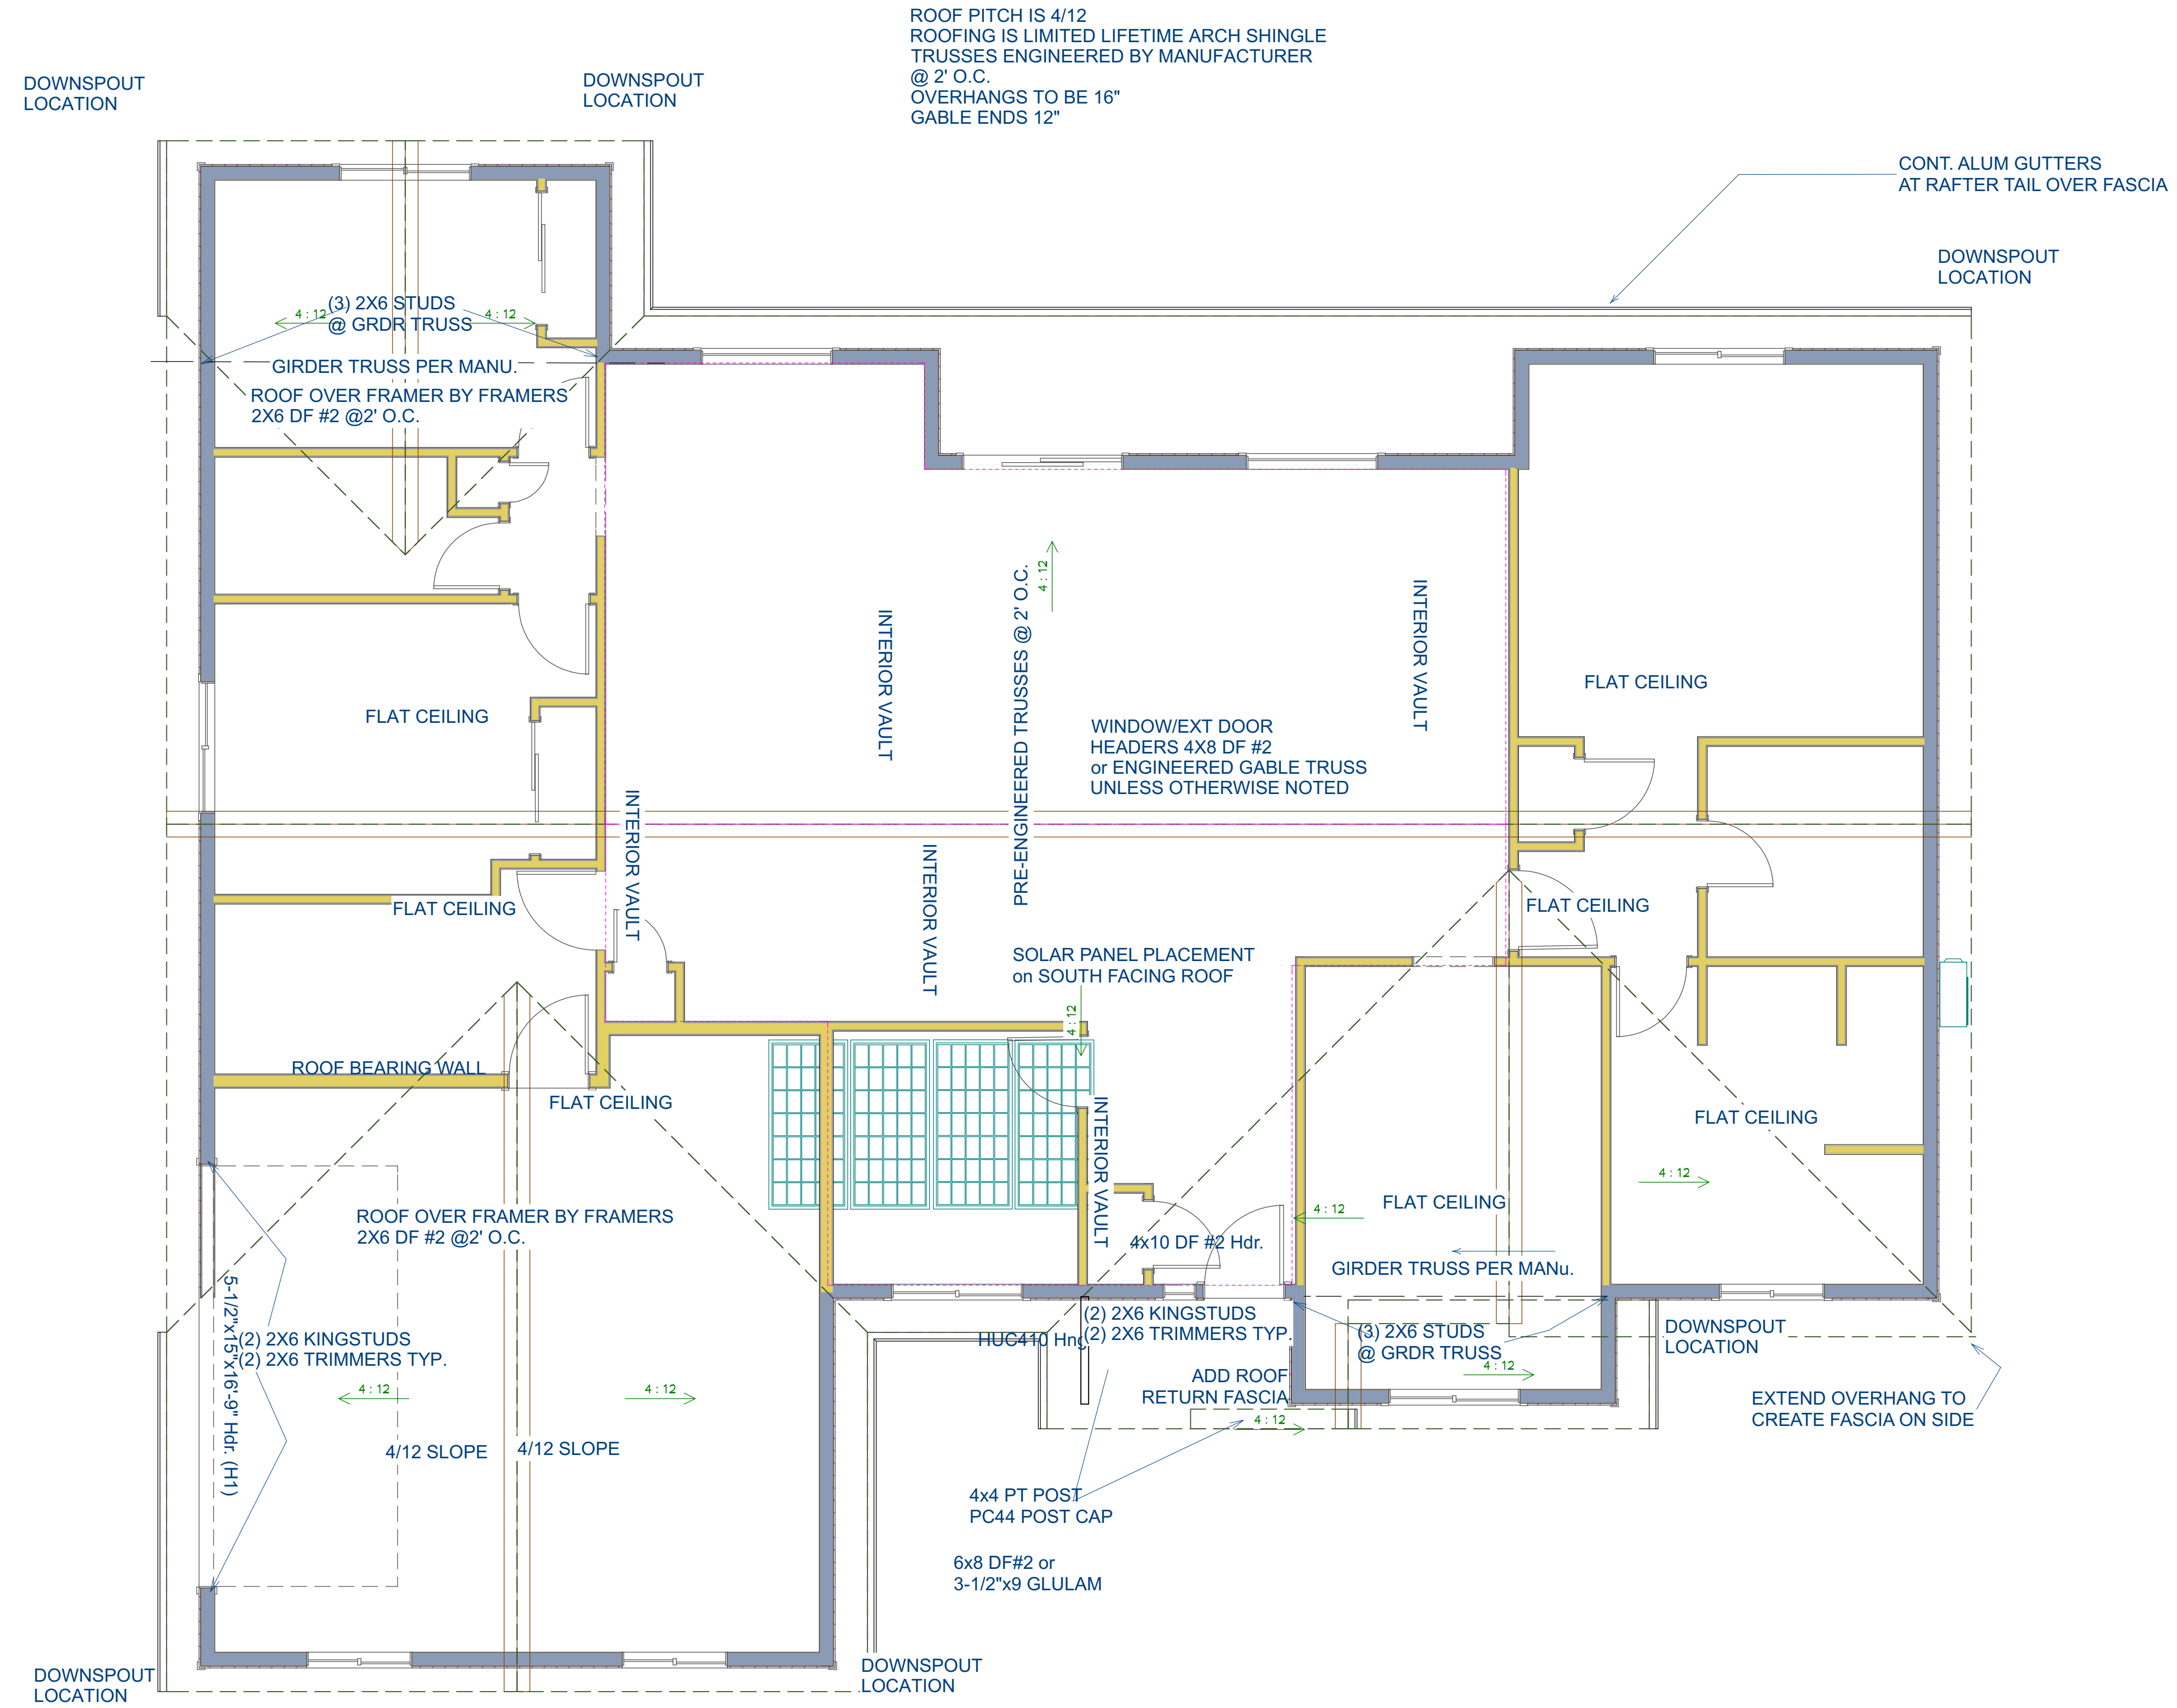 ROOF PITCH IS 4/12
ROOFING IS LIMITED LIFETIME ARCH SHINGLE
TRUSSES ENGINEERED BY MANUFACTURER
@ 2' O.C.
OVERHANGS TO BE 16"
GABLE ENDS 12"
DOWNSPOUT
LOCATION
DOWNSPOUT
LOCATION
CONT. ALUM GUTTERS
AT RAFTER TAIL OVER FASCIA
DOWNSPOUT
LOCATION
(3) 2X6 STUDS
@ GRDR TRUSS
4 : 12
4 : 12
GIRDER TRUSS PER MANU.
ROOF OVER FRAMER BY FRAMERS
2X6 DF #2 @2' O.C.
FLAT CEILING
INTERIOR VAULT
PRE-ENGINEERED TRUSSES @ 2' O.C.
4 : 12
INTERIOR VAULT
FLAT CEILING
WINDOW/EXT DOOR
HEADERS 4X8 DF #2
or ENGINEERED GABLE TRUSS
UNLESS OTHERWISE NOTED
INTERIOR VAULT
INTERIOR VAULT
FLAT CEILING
FLAT CEILING
SOLAR PANEL PLACEMENT
on SOUTH FACING ROOF
4 : 12
ROOF BEARING WALL
FLAT CEILING
INTERIOR VAULT
FLAT CEILING
4 : 12
FLAT CEILING
4 : 12
ROOF OVER FRAMER BY FRAMERS
2X6 DF #2 @2' O.C.
4x10 DF #2 Hdr.
GIRDER TRUSS PER MANu.
5-1/2"x15"x16'-9" Hdr. (H1)
(2) 2X6 KINGSTUDS
(2) 2X6 TRIMMERS TYP.
HUC410 Hng
(2) 2X6 KINGSTUDS
(2) 2X6 TRIMMERS TYP.
(3) 2X6 STUDS
@ GRDR TRUSS
4 : 12
DOWNSPOUT
LOCATION
ADD ROOF
RETURN FASCIA
4 : 12
4 : 12
4 : 12
EXTEND OVERHANG TO
CREATE FASCIA ON SIDE
4/12 SLOPE
4/12 SLOPE
4x4 PT POST
PC44 POST CAP
6x8 DF#2 or
3-1/2"x9 GLULAM
DOWNSPOUT
LOCATION
DOWNSPOUT
LOCATION